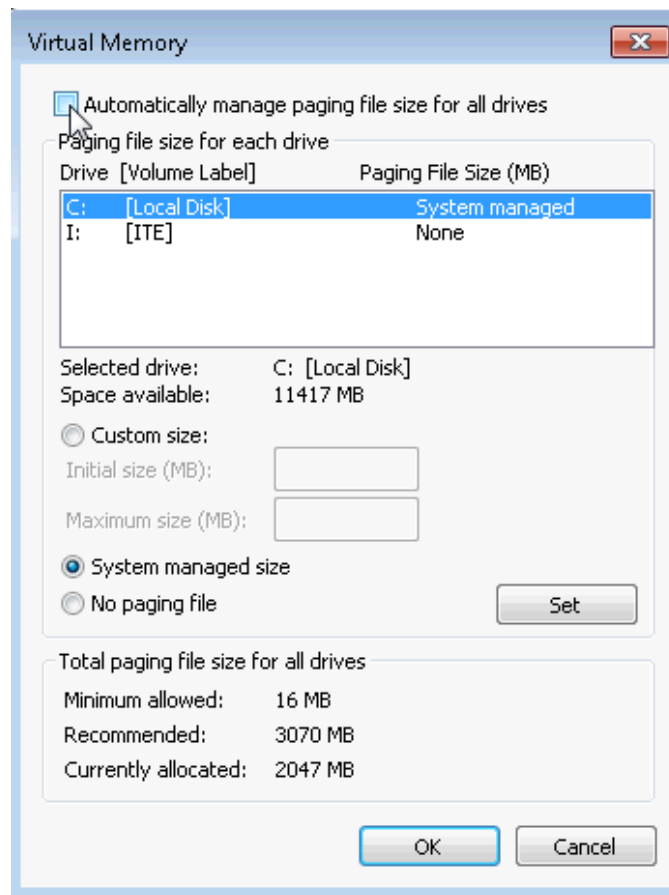 Virtual Memory
Automatically manage paging file size for all drives
Paging file size for each drive
Drive [Volume Label] Paging File Size (MB)
C: [Local Disk] System managed
I: [ITE] None
Selected drive: C: [Local Disk]
Space available: 11417 MB
Custom size:
Initial size (MB):
Maximum size (MB):
System managed size
No paging file Set
Total paging file size for all drives
Minimum allowed: 16 MB
Recommended: 3070 MB
Currently allocated: 2047 MB
OK Cancel